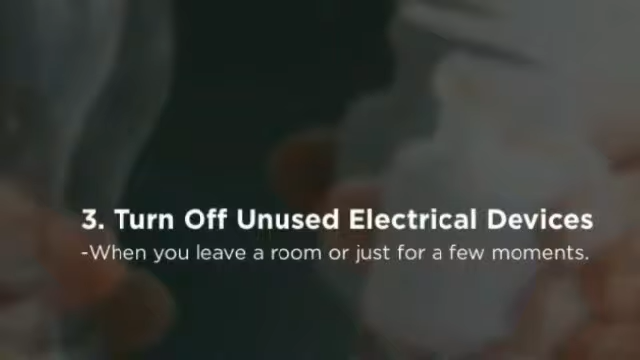 3. Turn Off Unused Electrical Devices
-When you leave a room or just for a few moments.